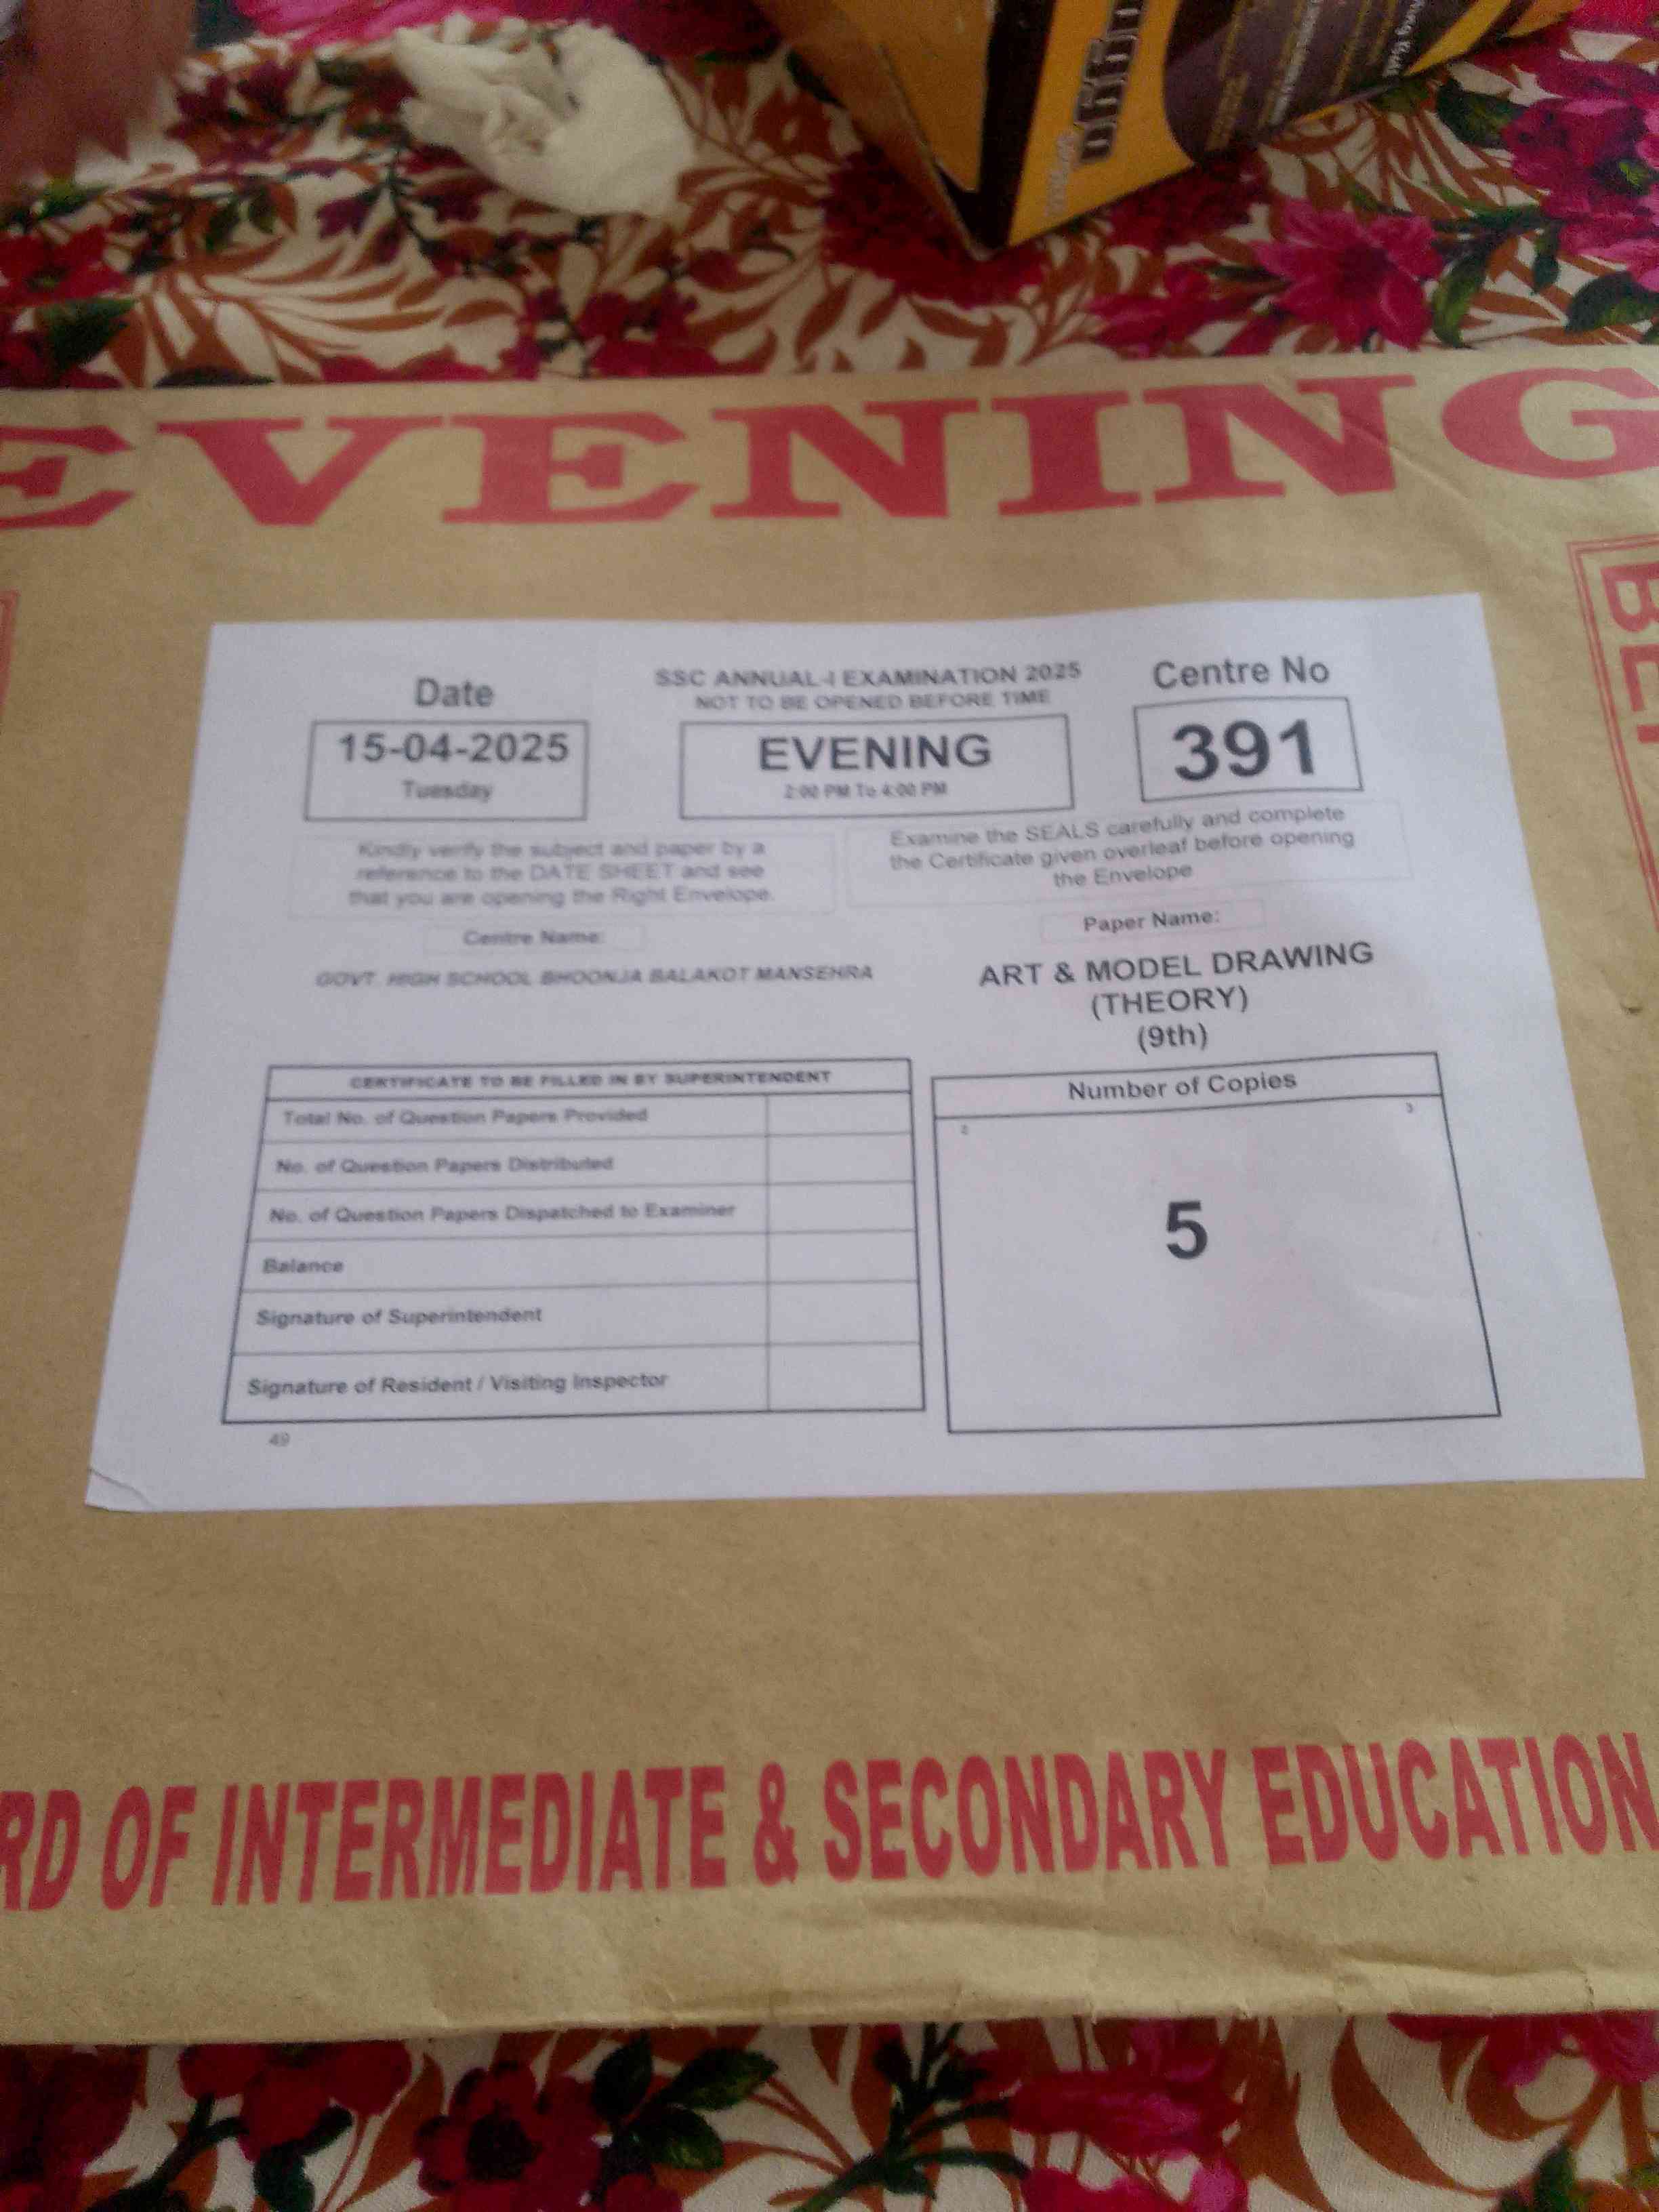 EVENING
Date
15-04-2025
Tuesday
SSC ANNUAL-I EXAMINATION 2025
NOT TO BE OPENED BEFORE TIME
EVENING
2:00 PM To 4:00 PM
Centre No
391
Kindly verify the subject and paper by a
reference to the DATE SHEET and see
that you are opening the Right Envelope.
Examine the SEALS carefully and complete
the Certificate given overleaf before opening
the Envelope
Centre Name:
GOVT. HIGH SCHOOL BHOONJA BALAKOT MANSEHRA
Paper Name:
ART & MODEL DRAWING
(THEORY)
(9th)
CERTIFICATE TO BE FILLED IN BY SUPERINTENDENT
Total No. of Question Papers Provided
No. of Question Papers Distributed
No. of Question Papers Dispatched to Examiner
Balance
Signature of Superintendent
Signature of Resident / Visiting Inspector
49
Number of Copies
2 3
5
RD OF INTERMEDIATE & SECONDARY EDUCATION